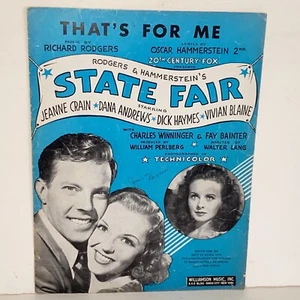 THAT'S FOR ME
MUSIC BY
RICHARD RODGERS
LYRICS BY
OSCAR HAMMERSTEIN 2ND
20TH CENTURY-FOX
PRESENTS
RODGERS & HAMMERSTEIN'S
STATE FAIR
STARRING
JEANNE CRAIN ★ DANA ANDREWS ★ DICK HAYMES ★ VIVIAN BLAINE
WITH
CHARLES WINNINGER & FAY BAINTER
PRODUCED BY
WILLIAM PERLBERG
DIRECTED BY
WALTER LANG
TECHNICOLOR
WILLIAMSON MUSIC, INC.